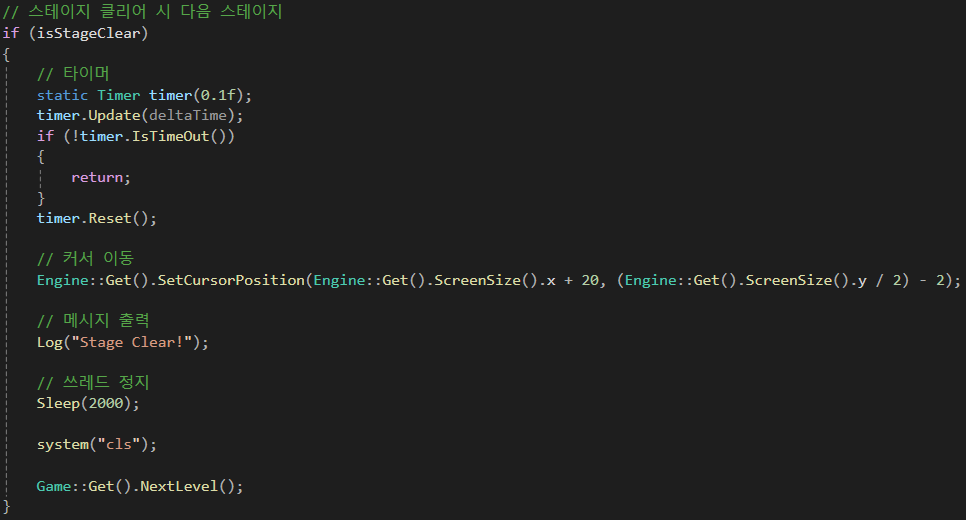 // 스테이지 클리어 시 다음 스테이지
if (isStageClear)
{
    // 타이머
    static Timer timer(0.1f);
    timer.Update(deltaTime);
    if (!timer.IsTimeOut())
    {
        return;
    }
    timer.Reset();

    // 커서 이동
    Engine::Get().SetCursorPosition(Engine::Get().ScreenSize().x + 20, (Engine::Get().ScreenSize().y / 2) - 2);

    // 메시지 출력
    Log("Stage Clear!");

    // 쓰레드 정지
    Sleep(2000);

    system("cls");

    Game::Get().NextLevel();
}